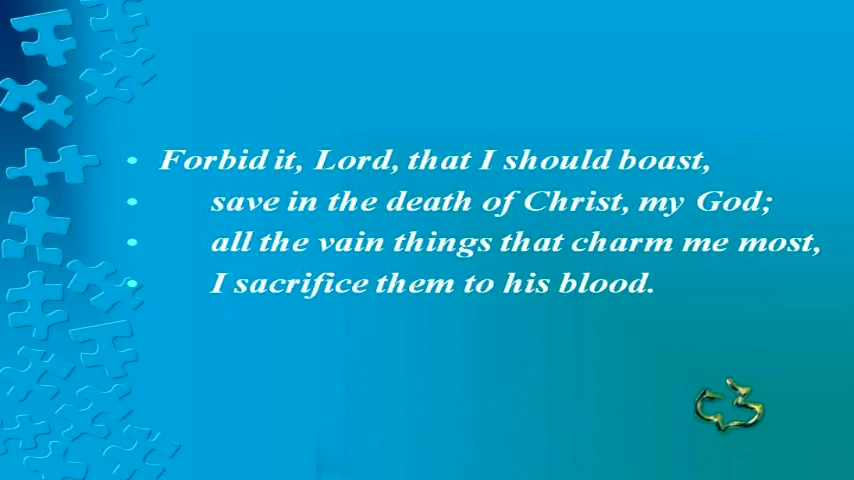 • Forbid it, Lord, that I should boast,
• save in the death of Christ, my God;
• all the vain things that charm me most,
• I sacrifice them to his blood.